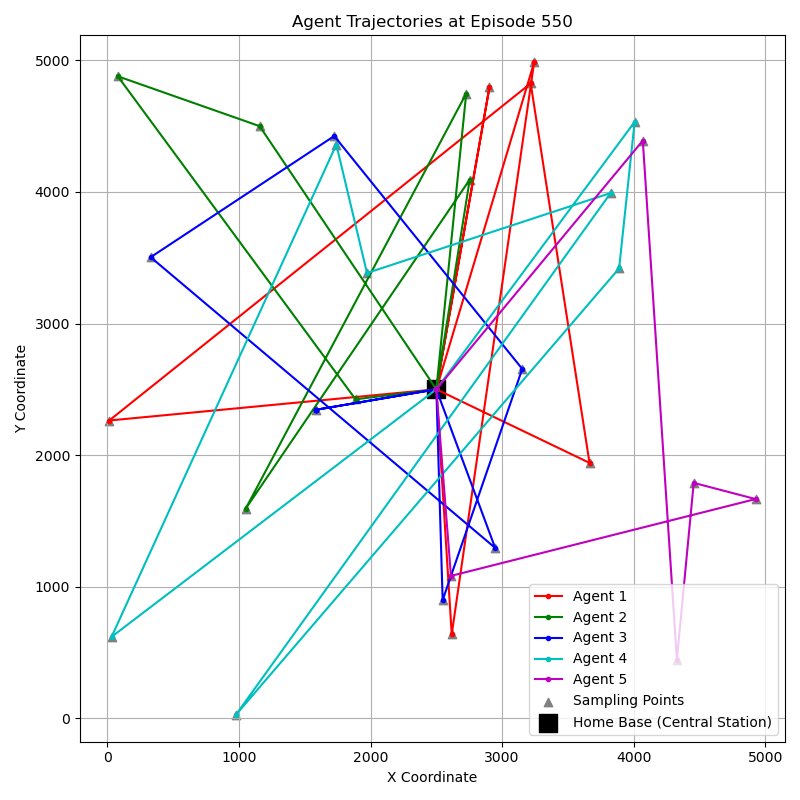 Agent Trajectories at Episode 550
Y Coordinate
5000
4000
3000
2000
1000
0
0 1000 2000 3000 4000 5000
X Coordinate
Agent 1
Agent 2
Agent 3
Agent 4
Agent 5
Sampling Points
Home Base (Central Station)